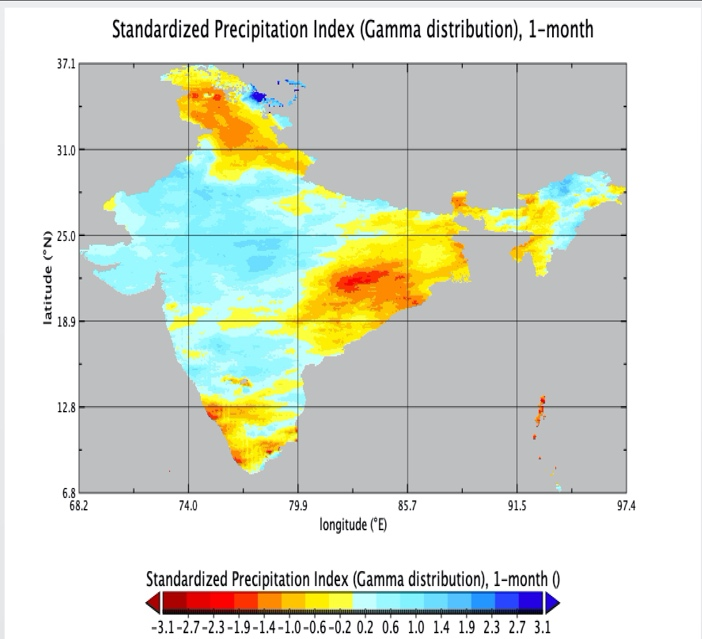 Standardized Precipitation Index (Gamma distribution), 1-month
37.1
31.0
25.0
18.9
12.8
6.8
latitude (°N)
68.2 74.0 79.9 85.7 91.5 97.4
longitude (°E)
Standardized Precipitation Index (Gamma distribution), 1-month ()
-3.1 -2.7 -2.3 -1.9 -1.4 -1.0 -0.6 -0.2 0.2 0.6 1.0 1.4 1.9 2.3 2.7 3.1